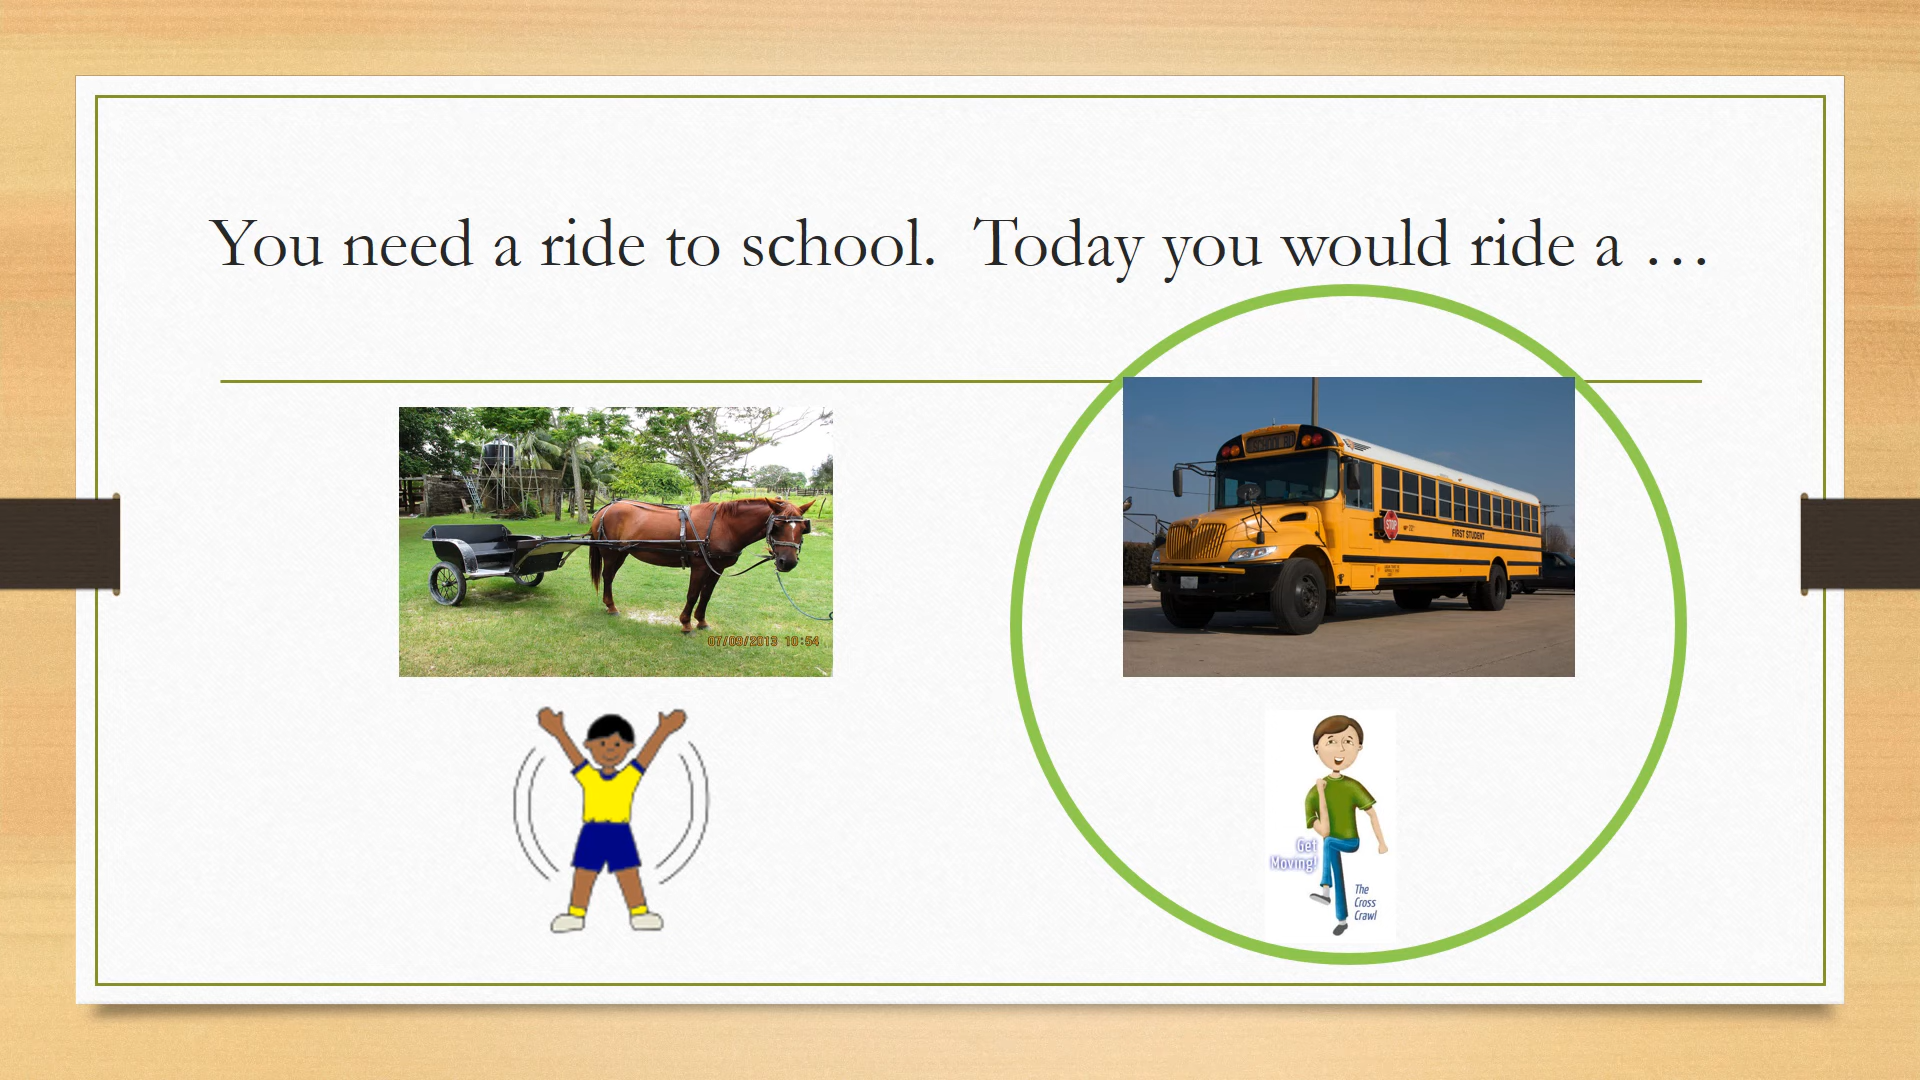 You need a ride to school.  Today you would ride a …
07/09/2013 10:54
STOP
FIRST STUDENT
Get
Moving!
The
Cross
Crawl